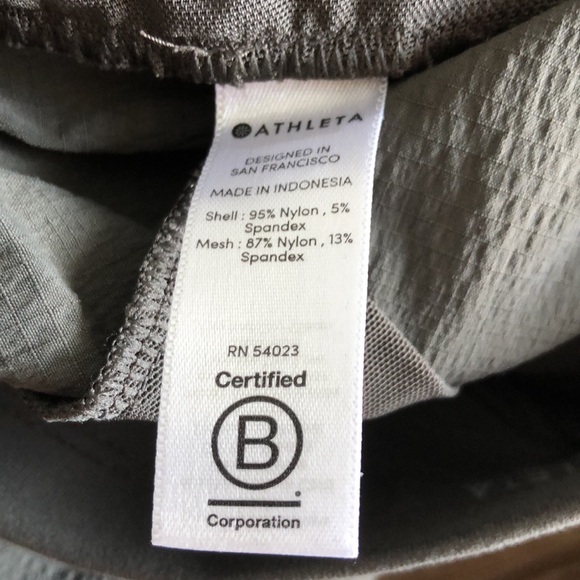 ATHLETA
DESIGNED IN
SAN FRANCISCO
MADE IN INDONESIA
Shell : 95% Nylon , 5%
Spandex
Mesh : 87% Nylon , 13%
Spandex
RN 54023
Certified
B
Corporation